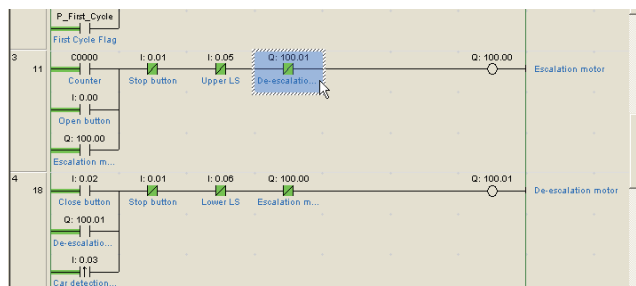 P_First_Cycle
First Cycle Flag
3
11
C0000
I: 0.01
I: 0.05
Q: 100.01
Q: 100.00
Counter
Stop button
Upper LS
De-escalatio...
Escalation motor
I: 0.00
Open button
Q: 100.00
Escalation m...
4
18
I: 0.02
I: 0.01
I: 0.06
Q: 100.00
Q: 100.01
Close button
Stop button
Lower LS
Escalation m...
De-escalation motor
Q: 100.01
De-escalatio...
I: 0.03
Car detection...